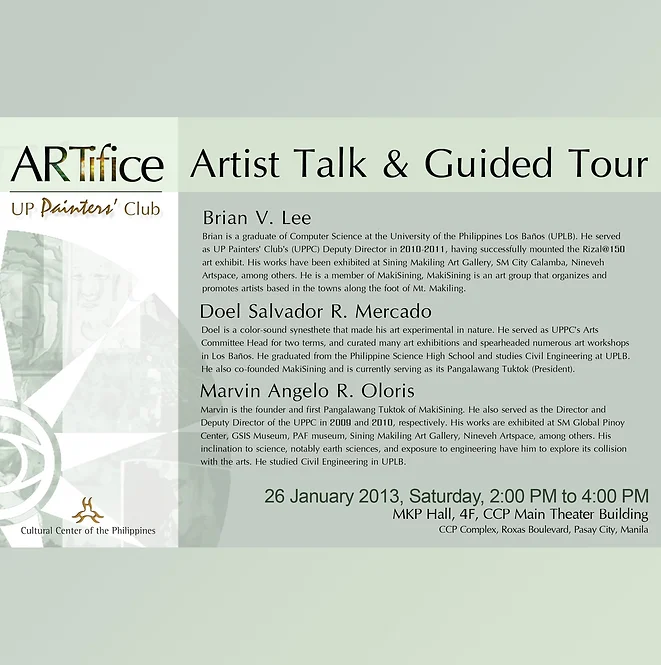 ARTifice
UP Painters' Club
Artist Talk & Guided Tour
Brian V. Lee
Brian is a graduate of Computer Science at the University of the Philippines Los Baños (UPLB). He served
as UP Painters' Club's (UPPC) Deputy Director in 2010-2011, having successfully mounted the Rizal@150
art exhibit. His works have been exhibited at Sining Makiling Art Gallery, SM City Calamba, Nineveh
Artspace, among others. He is a member of MakiSining, MakiSining is an art group that organizes and
promotes artists based in the towns along the foot of Mt. Makiling.
Doel Salvador R. Mercado
Doel is a color-sound synesthete that made his art experimental in nature. He served as UPPC's Arts
Committee Head for two terms, and curated many art exhibitions and spearheaded numerous art workshops
in Los Baños. He graduated from the Philippine Science High School and studies Civil Engineering at UPLB.
He also co-founded MakiSining and is currently serving as its Pangalawang Tuktok (President).
Marvin Angelo R. Oloris
Marvin is the founder and first Pangalawang Tuktok of MakiSining. He also served as the Director and
Deputy Director of the UPPC in 2009 and 2010, respectively. His works are exhibited at SM Global Pinoy
Center, GSIS Museum, PAF museum, Sining Makiling Art Gallery, Nineveh Artspace, among others. His
inclination to science, notably earth sciences, and exposure to engineering have him to explore its collision
with the arts. He studied Civil Engineering in UPLB.
26 January 2013, Saturday, 2:00 PM to 4:00 PM
MKP Hall, 4F, CCP Main Theater Building
CCP Complex, Roxas Boulevard, Pasay City, Manila
Cultural Center of the Philippines